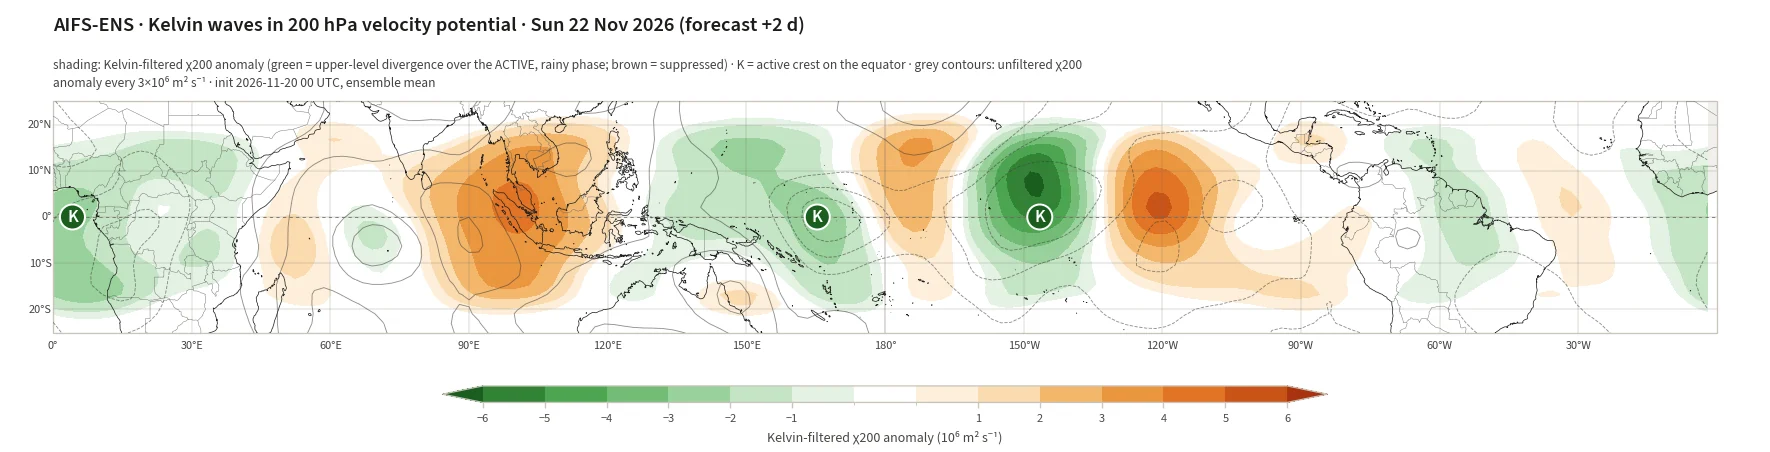 AIFS-ENS · Kelvin waves in 200 hPa velocity potential · Sun 22 Nov 2026 (forecast +2 d)
shading: Kelvin-filtered χ200 anomaly (green = upper-level divergence over the ACTIVE, rainy phase; brown = suppressed) · K = active crest on the equator · grey contours: unfiltered χ200
anomaly every 3×10⁶ m² s⁻¹ · init 2026-11-20 00 UTC, ensemble mean
20°N
10°N
0°
10°S
20°S
K K K
0° 30°E 60°E 90°E 120°E 150°E 180° 150°W 120°W 90°W 60°W 30°W
−6 −5 −4 −3 −2 −1 1 2 3 4 5 6
Kelvin-filtered χ200 anomaly (10⁶ m² s⁻¹)